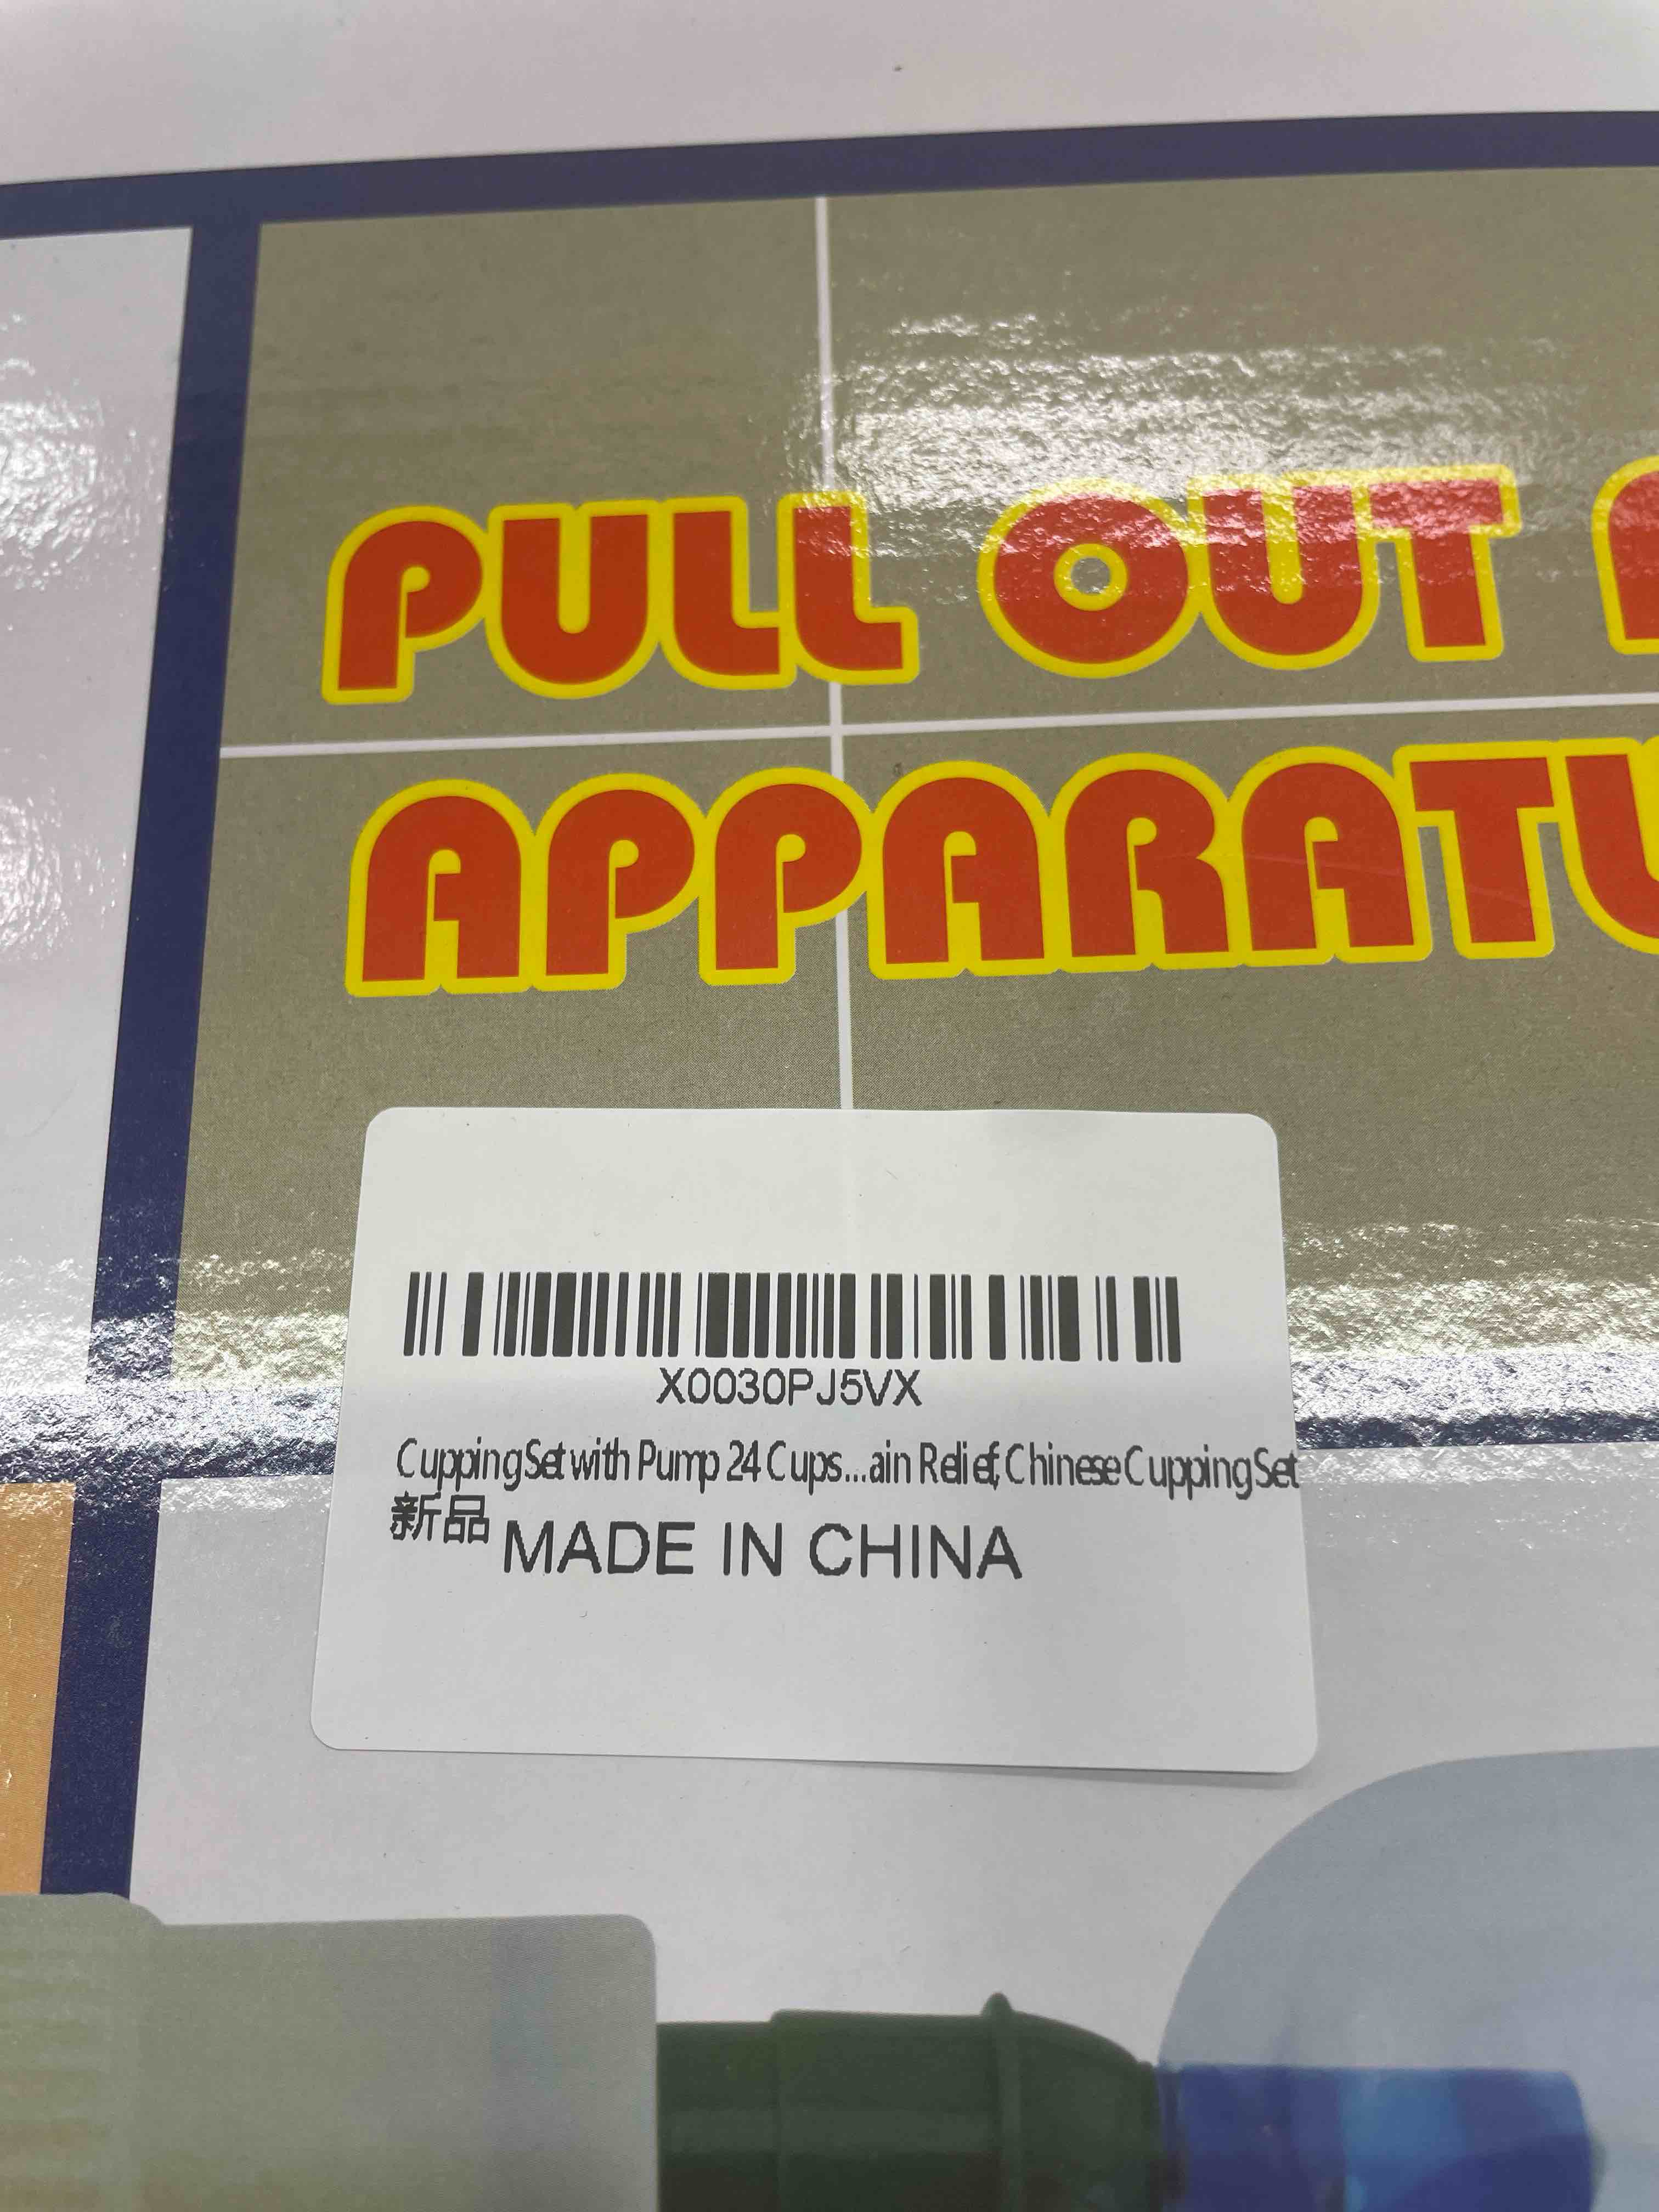 PULL OUT
APPARATU
X0030PJ5VX
Cupping Set with Pump 24 Cups...ain Relief, Chinese Cupping Set
新品 MADE IN CHINA